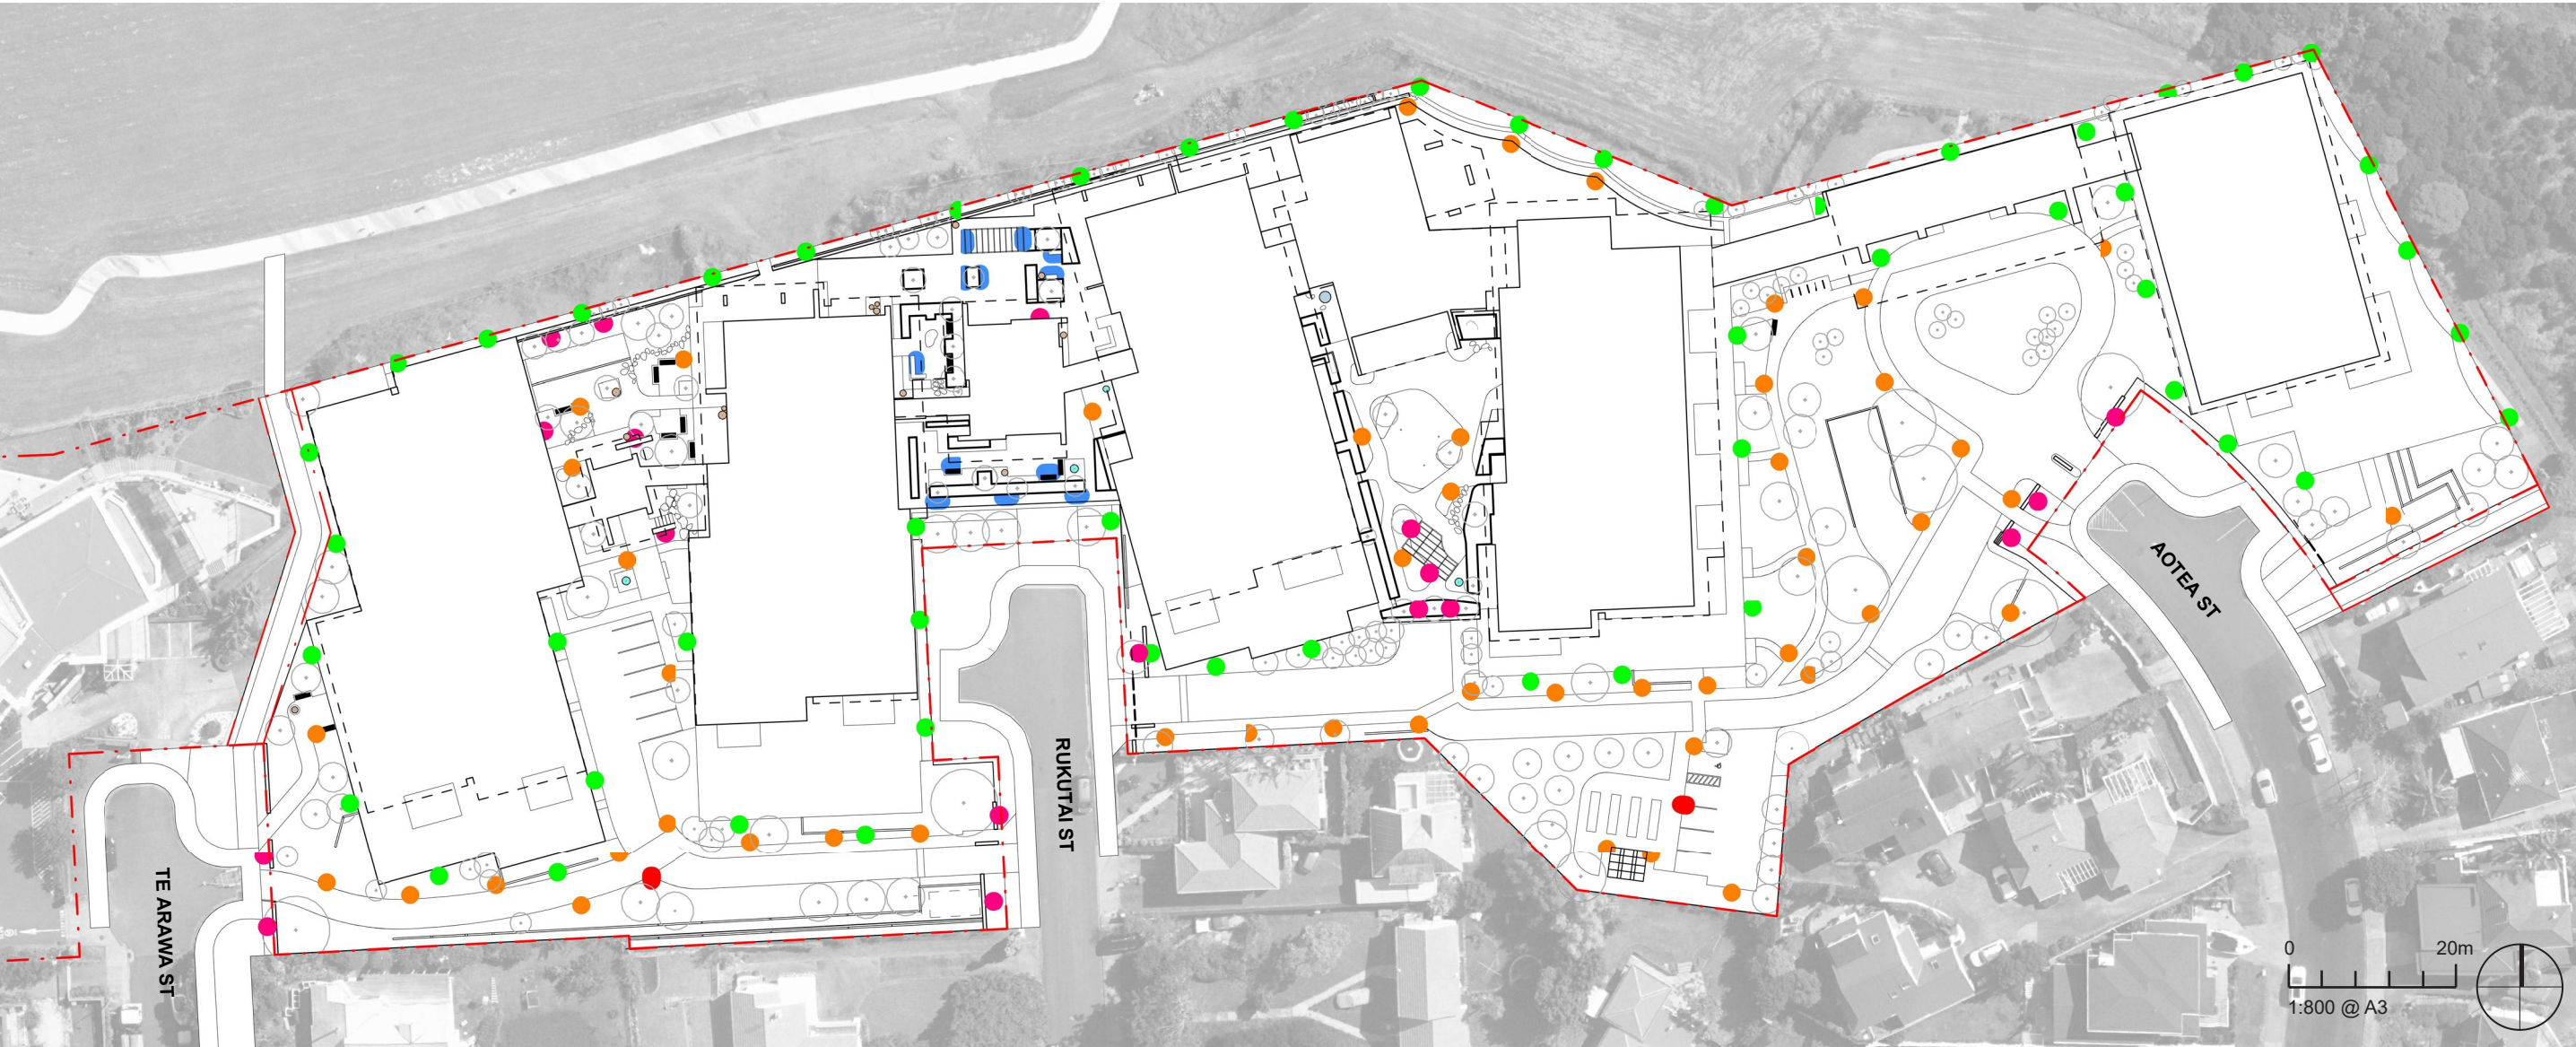 TE ARAWA ST
RUKUTAI ST
AOTEA ST
0 20m
1:800 @ A3